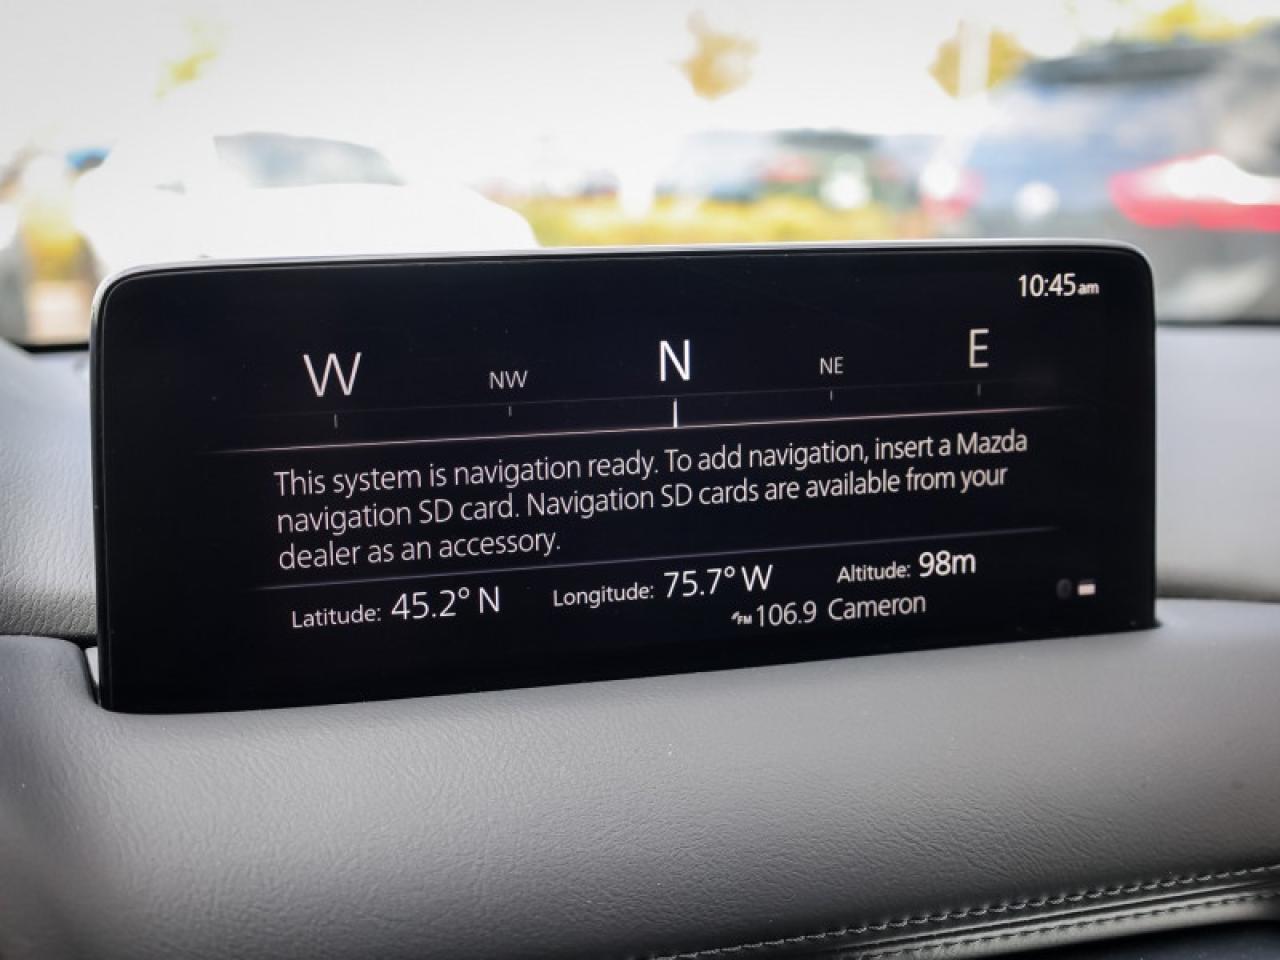 10:45am
W NW N NE E
This system is navigation ready. To add navigation, insert a Mazda
navigation SD card. Navigation SD cards are available from your
dealer as an accessory.
Latitude: 45.2° N Longitude: 75.7° W Altitude: 98m
FM 106.9 Cameron